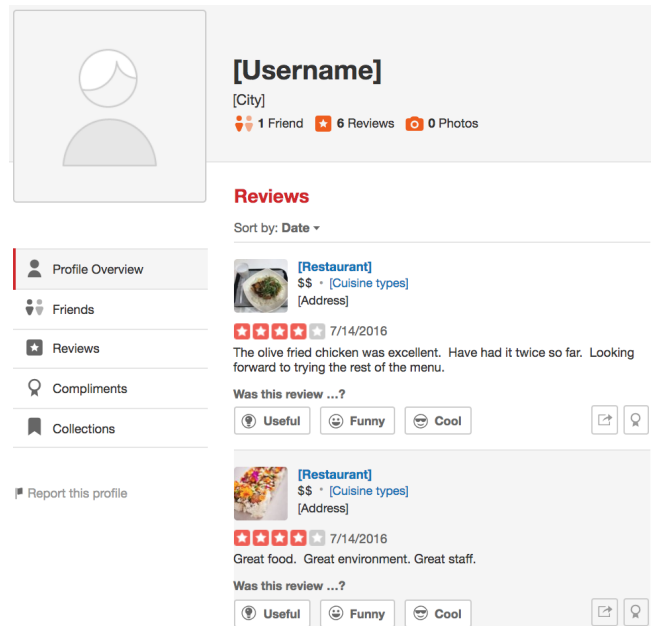 [Username]
[City]
1 Friend 6 Reviews 0 Photos
Reviews
Sort by: Date
Profile Overview
Friends
Reviews
Compliments
Collections
Report this profile
[Restaurant]
$$ • [Cuisine types]
[Address]
7/14/2016
The olive fried chicken was excellent. Have had it twice so far. Looking
forward to trying the rest of the menu.
Was this review ...?
Useful Funny Cool
[Restaurant]
$$ • [Cuisine types]
[Address]
7/14/2016
Great food. Great environment. Great staff.
Was this review ...?
Useful Funny Cool